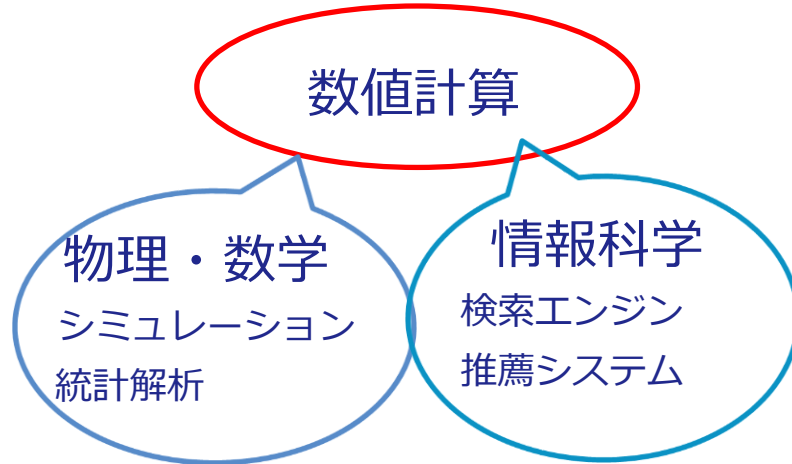 数値計算
物理・数学
シミュレーション
統計解析
情報科学
検索エンジン
推薦システム